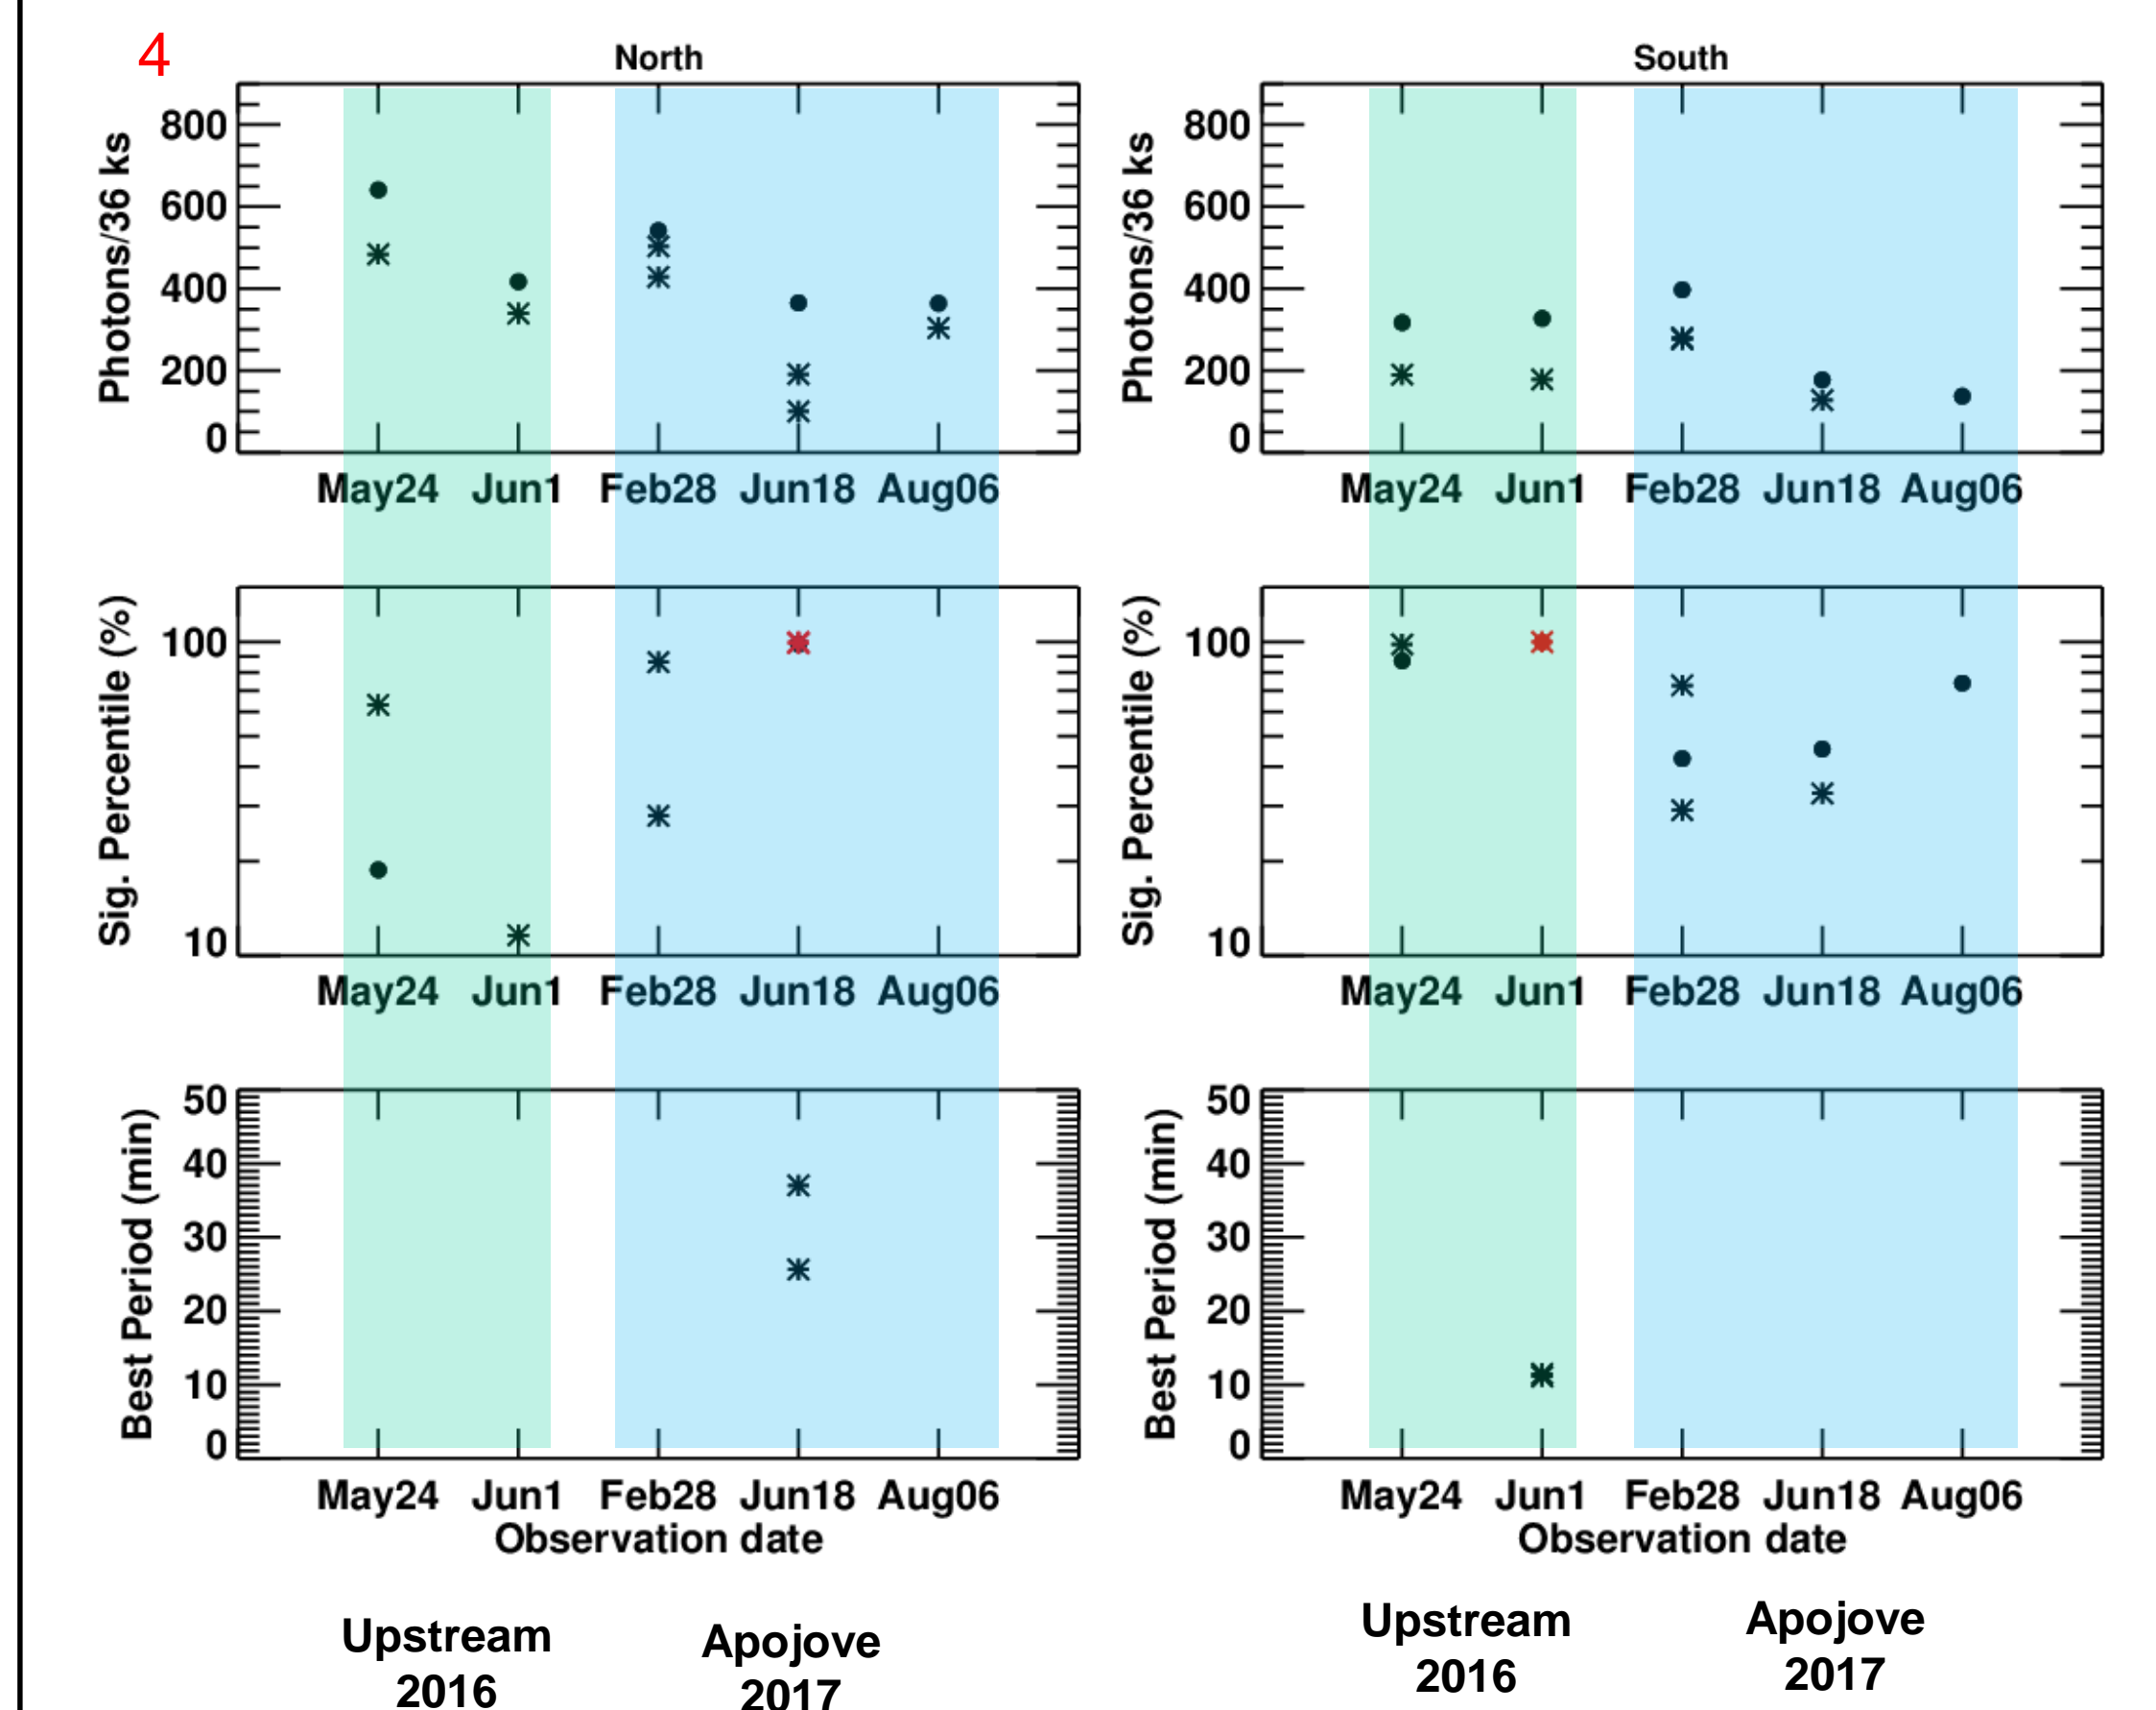 4
North
South
Photons/36 ks
800
600
400
200
0
May24 Jun1 Feb28 Jun18 Aug06
Photons/36 ks
800
600
400
200
0
May24 Jun1 Feb28 Jun18 Aug06
Sig. Percentile (%)
100
10
May24 Jun1 Feb28 Jun18 Aug06
Sig. Percentile (%)
100
10
May24 Jun1 Feb28 Jun18 Aug06
Best Period (min)
50
40
30
20
10
0
May24 Jun1 Feb28 Jun18 Aug06
Observation date
Best Period (min)
50
40
30
20
10
0
May24 Jun1 Feb28 Jun18 Aug06
Observation date
Upstream
2016
Apojove
2017
Upstream
2016
Apojove
2017